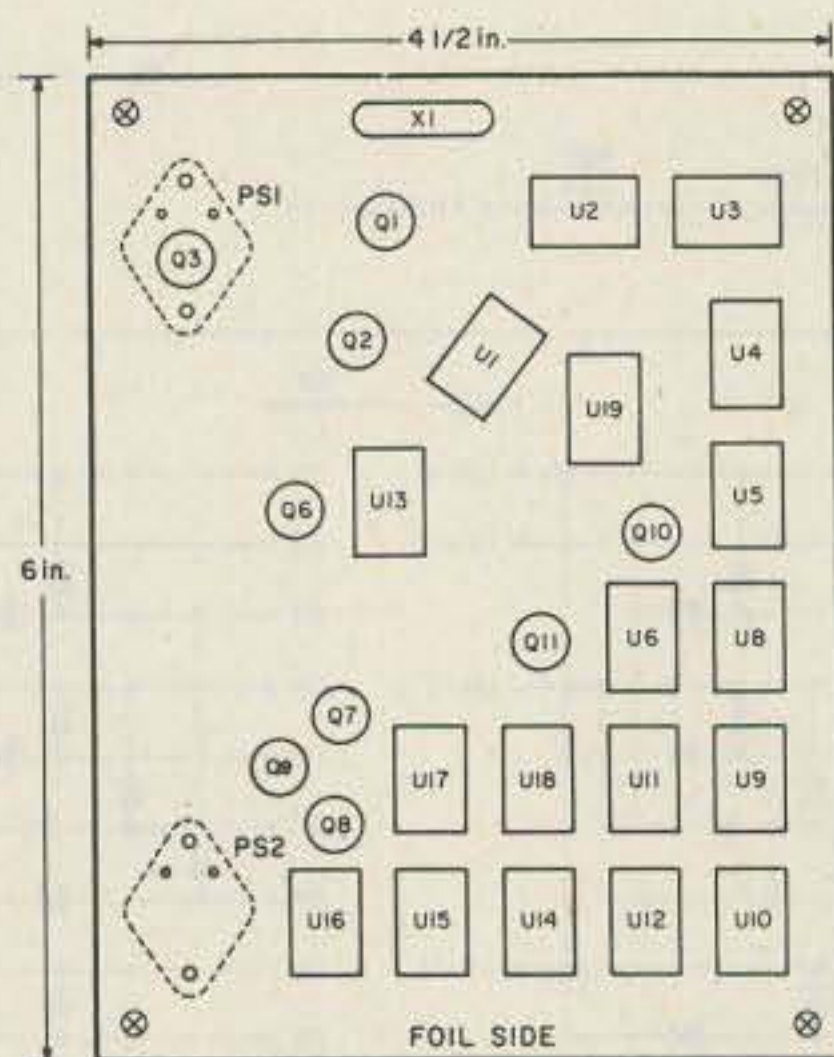 4 1/2 in.
X1
PS1
Q1
U2
U3
Q3
Q2
U1
U4
U19
U13
U5
Q6
Q10
6 in.
Q11
U6
U8
Q7
Q9
U17
U18
U11
U9
Q8
PS2
U16
U15
U14
U12
U10
FOIL SIDE